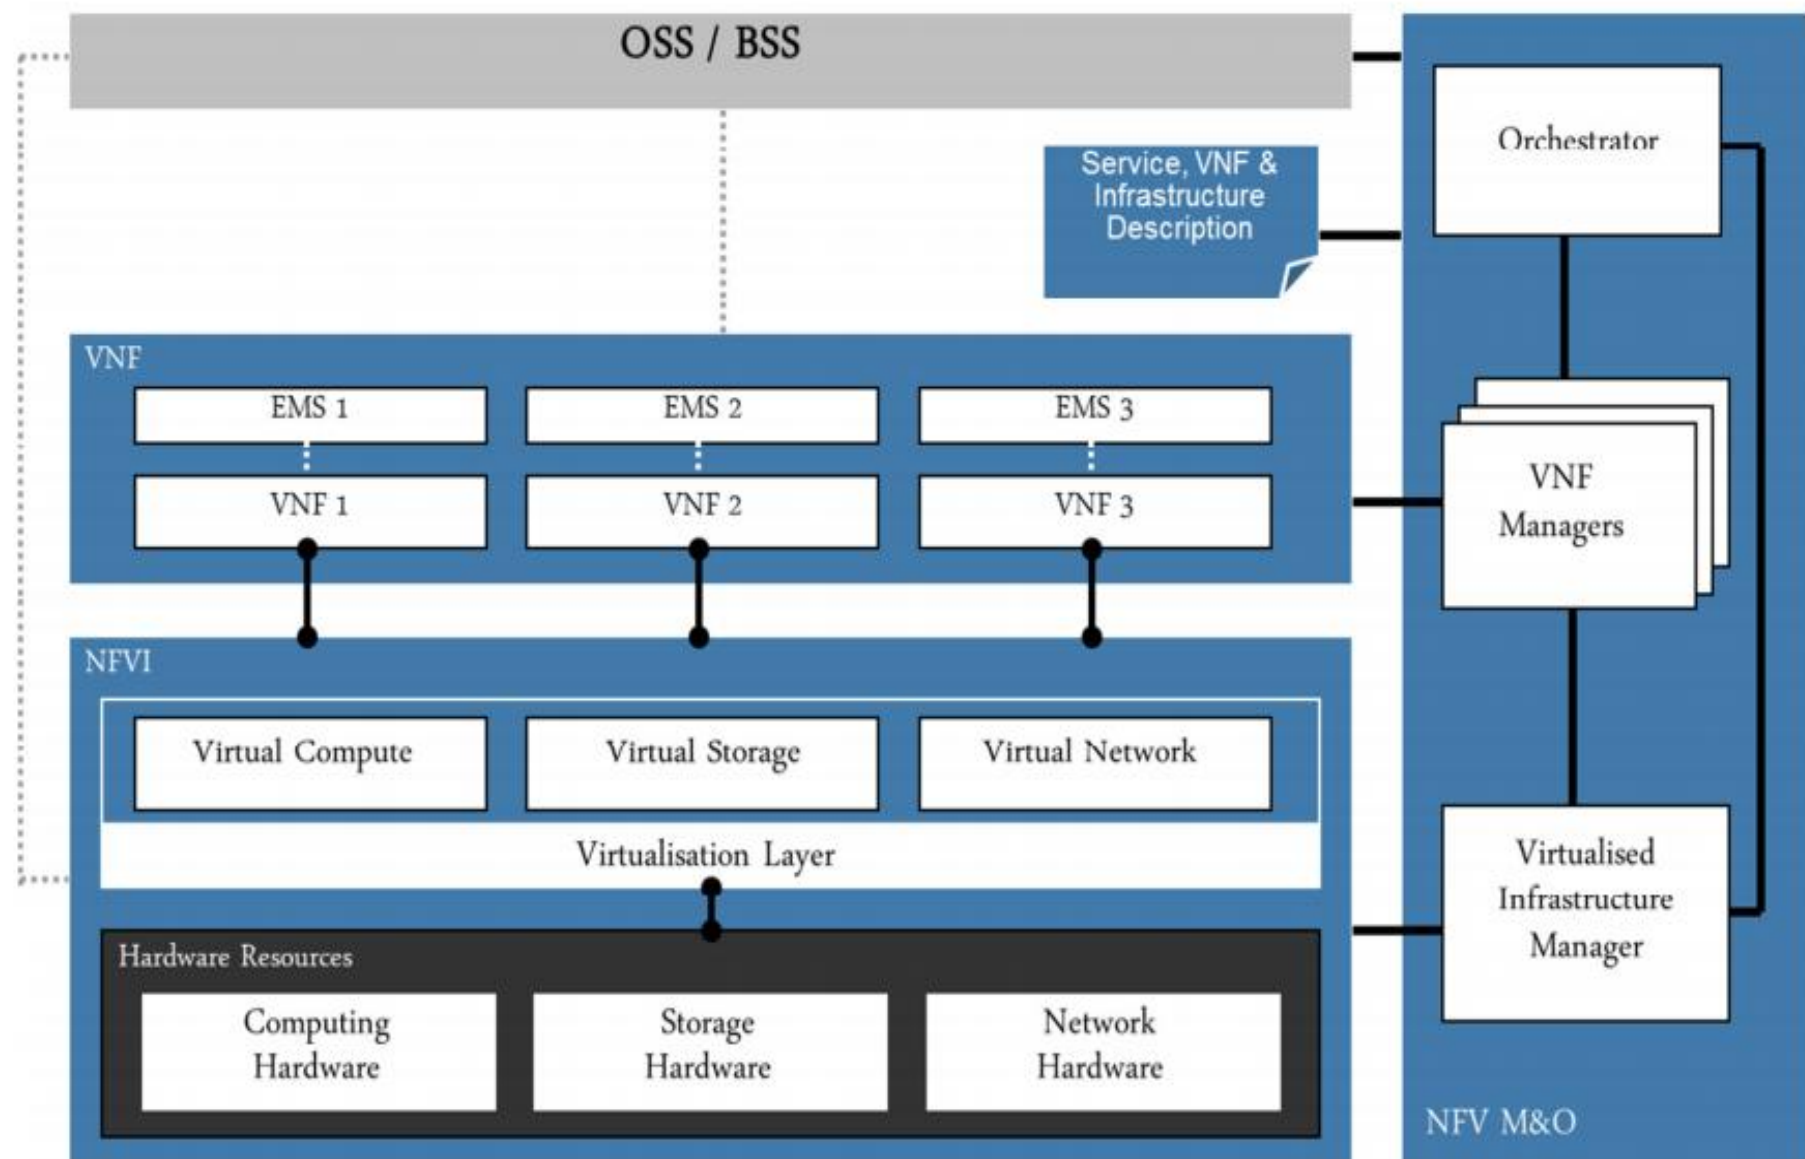 OSS / BSS
Orchestrator
Service, VNF &
Infrastructure
Description
VNF
EMS 1
EMS 2
EMS 3
VNF 1
VNF 2
VNF 3
VNF
Managers
NFVI
Virtual Compute
Virtual Storage
Virtual Network
Virtualisation Layer
Virtualised
Infrastructure
Manager
Hardware Resources
Computing
Hardware
Storage
Hardware
Network
Hardware
NFV M&O